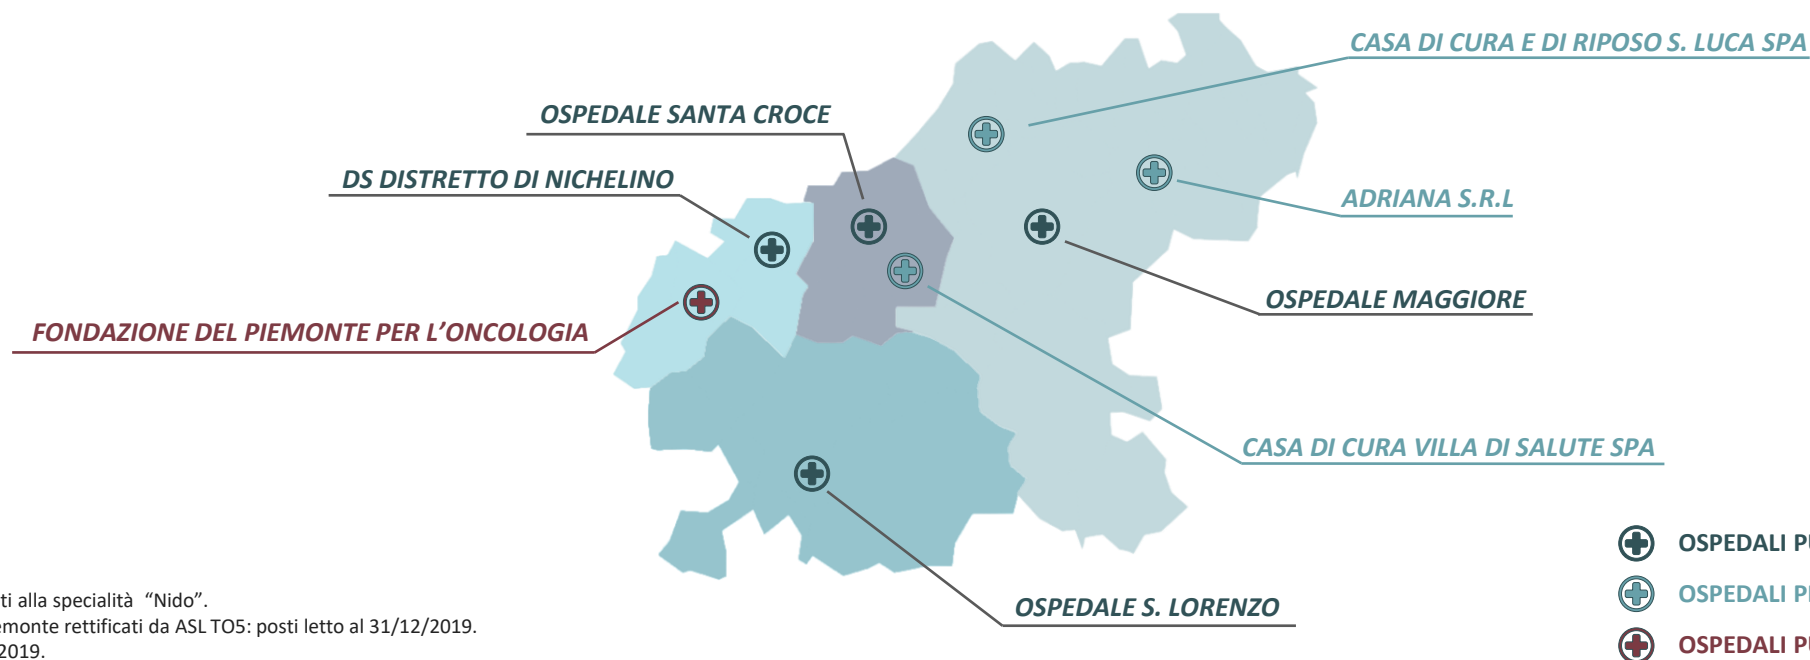 CASA DI CURA E DI RIPOSO S. LUCA SPA
OSPEDALE SANTA CROCE
DS DISTRETTO DI NICHELINO
ADRIANA S.R.L
OSPEDALE MAGGIORE
FONDAZIONE DEL PIEMONTE PER L’ONCOLOGIA
CASA DI CURA VILLA DI SALUTE SPA
OSPEDALI
OSPEDALI
OSPEDALI
OSPEDALE S. LORENZO
alla specialità “Nido”.
rettificati da ASL TO5: posti letto al 31/12/2019.
2019.